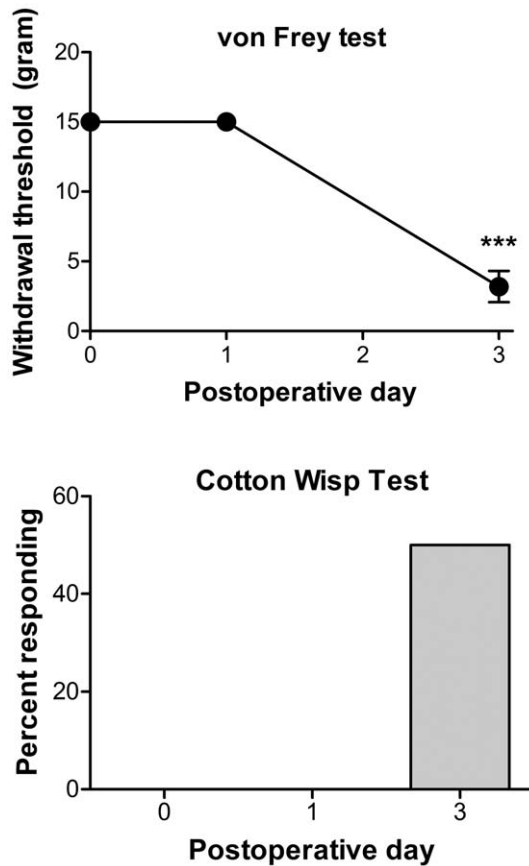 von Frey test
Withdrawal threshold (gram)
20
15
10
5
0
***
0 1 2 3
Postoperative day
Cotton Wisp Test
Percent responding
60
40
20
0
0 1 3
Postoperative day